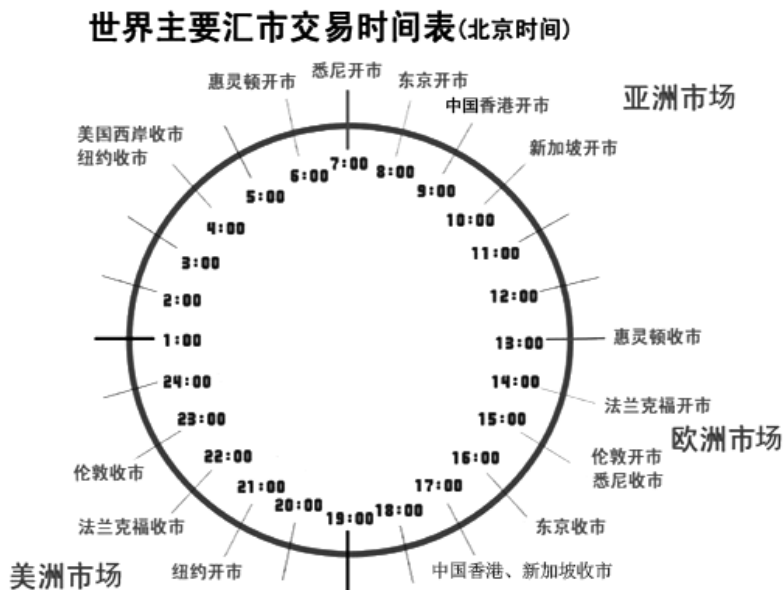 世界主要汇市交易时间表(北京时间)
惠灵顿开市
悉尼开市
东京开市
中国香港开市
亚洲市场
美国西岸收市
纽约收市
新加坡开市
7:00
6:00
8:00
5:00
9:00
4:00
10:00
3:00
11:00
2:00
12:00
1:00
13:00
惠灵顿收市
24:00
14:00
法兰克福开市
23:00
15:00
欧洲市场
伦敦收市
22:00
16:00
伦敦开市
悉尼收市
21:00
17:00
20:00
19:00
18:00
法兰克福收市
东京收市
美洲市场
纽约开市
中国香港、新加坡收市